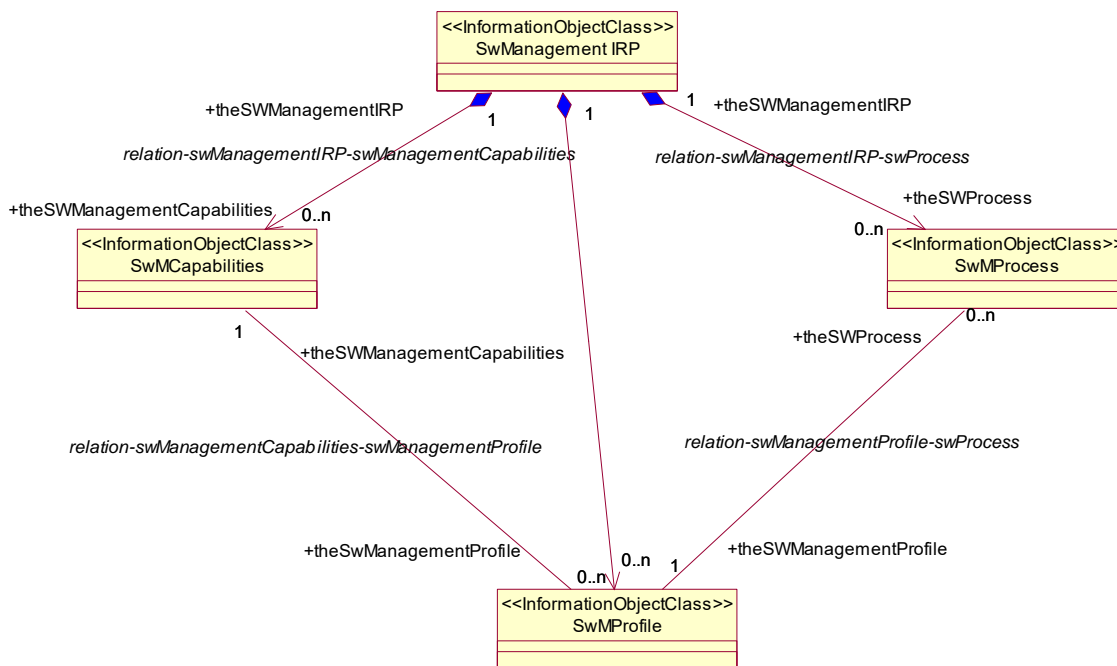 <<InformationObjectClass>>
SwManagement IRP
+theSWManagementIRP
1
1
1
+theSWManagementIRP
relation-swManagementIRP-swManagementCapabilities
relation-swManagementIRP-swProcess
+theSWManagementCapabilities
0..n
+theSWProcess
0..n
<<InformationObjectClass>>
SwMCapabilities
<<InformationObjectClass>>
SwMProcess
1
0..n
+theSWManagementCapabilities
+theSWProcess
relation-swManagementCapabilities-swManagementProfile
relation-swManagementProfile-swProcess
+theSwManagementProfile
+theSWManagementProfile
0..n
0..n
1
<<InformationObjectClass>>
SwMProfile